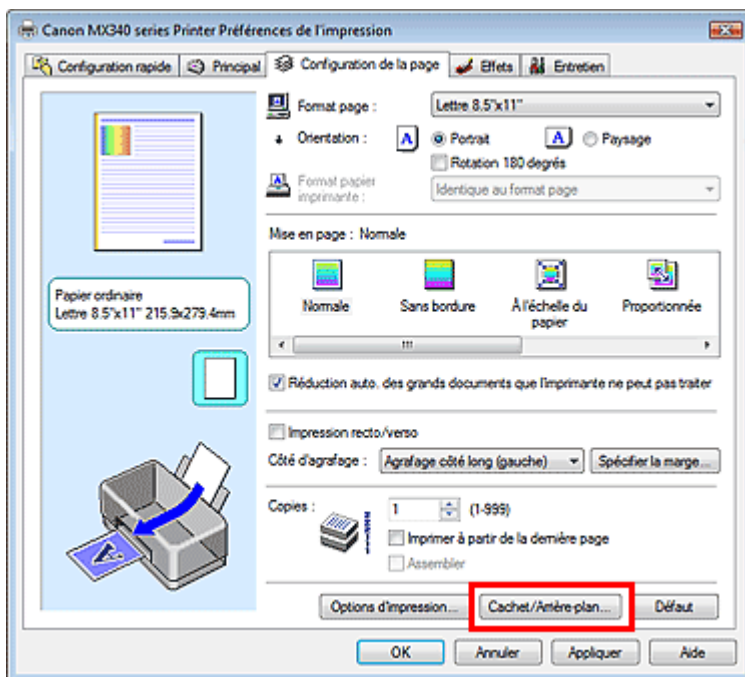 Canon MX340 series Printer Préférences de l'impression
Configuration rapide Principal Configuration de la page Effets Entretien
Format page : Lettre 8.5"x11"
Orientation : A Portrait A Paysage
Rotation 180 degrés
Format papier imprimante : Identique au format page
Mise en page : Normale
Normale Sans bordure À l'échelle du papier Proportionnée
Papier ordinaire
Lettre 8.5"x11" 215.9x279.4mm
Réduction auto. des grands documents que l'imprimante ne peut pas traiter
Impression recto/verso
Côté d'agrafage : Agrafage côté long (gauche) Spécifier la marge...
Copies : 1 (1-999)
Imprimer à partir de la dernière page
Assembler
Options d'impression... Cachet/Arrière-plan... Défaut
OK Annuler Appliquer Aide